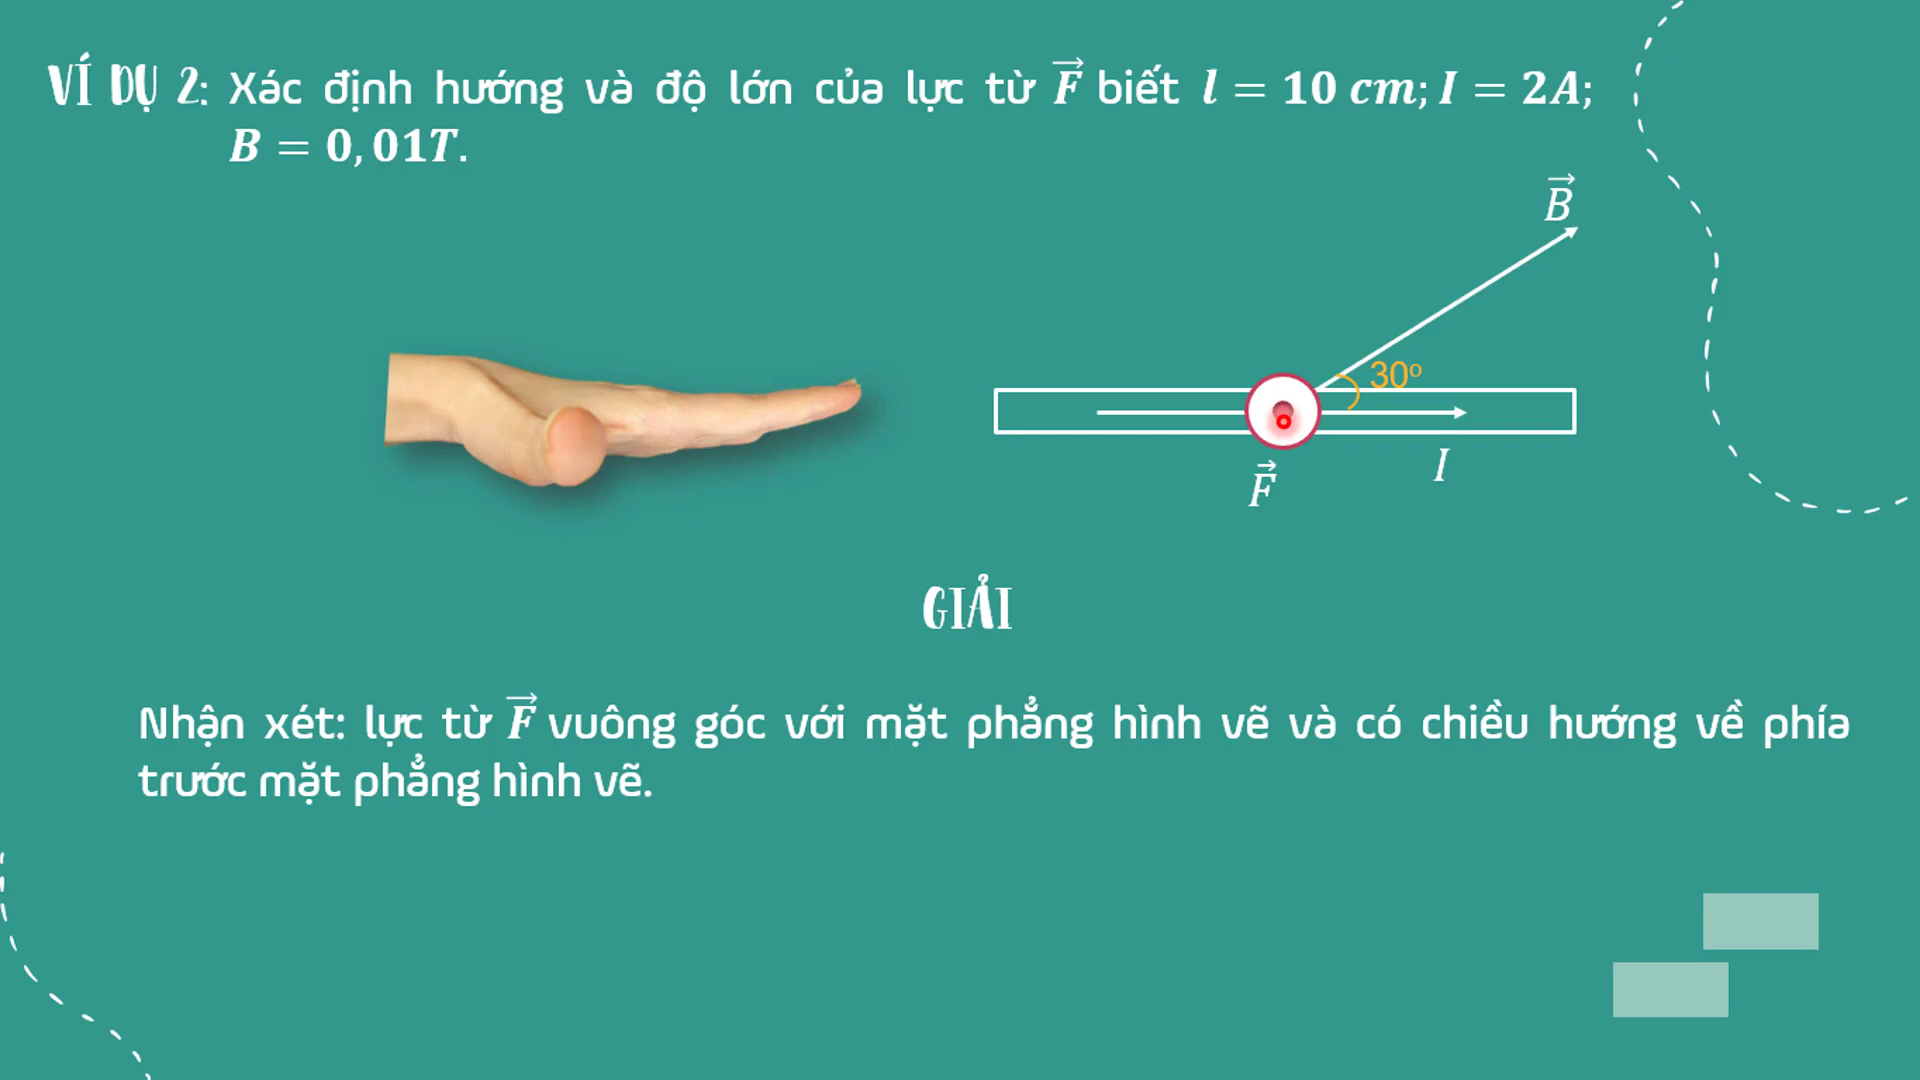 VÍ DỤ 2: Xác định hướng và độ lớn của lực từ F⃗ biết l = 10 cm; I = 2A;
B = 0,01T.
B⃗
30º
I
F⃗
GIẢI
Nhận xét: lực từ F⃗ vuông góc với mặt phẳng hình vẽ và có chiều hướng về phía
trước mặt phẳng hình vẽ.